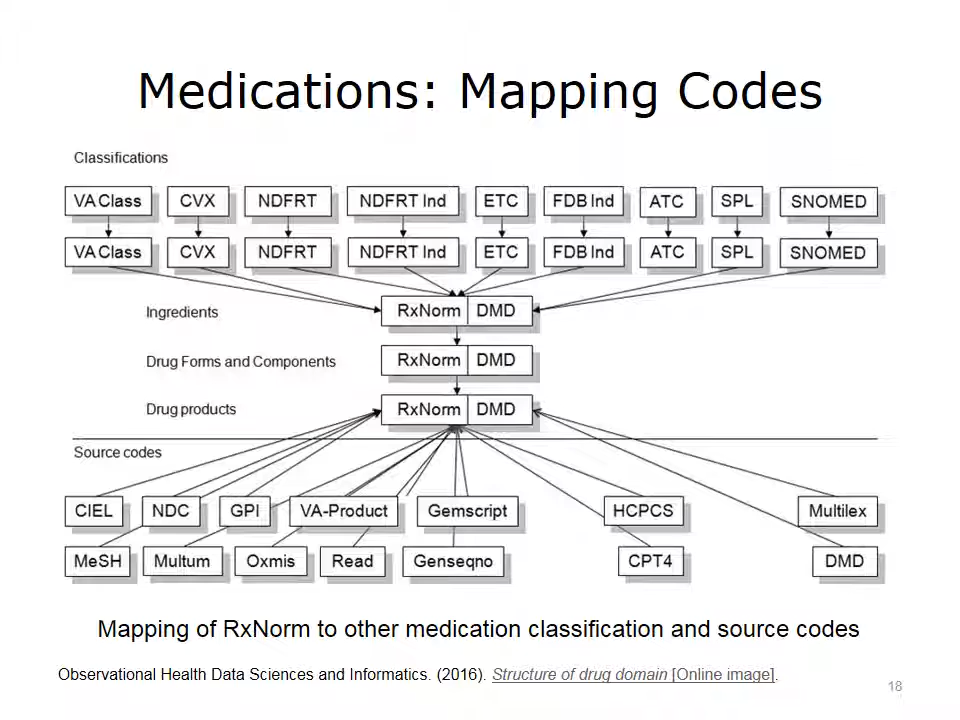 Medications: Mapping Codes
Classifications
VA Class CVX NDFRT NDFRT Ind ETC FDB Ind ATC SPL SNOMED
VA Class CVX NDFRT NDFRT Ind ETC FDB Ind ATC SPL SNOMED
Ingredients RxNorm DMD
Drug Forms and Components RxNorm DMD
Drug products RxNorm DMD
Source codes
CIEL NDC GPI VA-Product Gemscript HCPCS Multilex
MeSH Multum Oxmis Read Genseqno CPT4 DMD
Mapping of RxNorm to other medication classification and source codes
Observational Health Data Sciences and Informatics. (2016). Structure of drug domain [Online image].
18